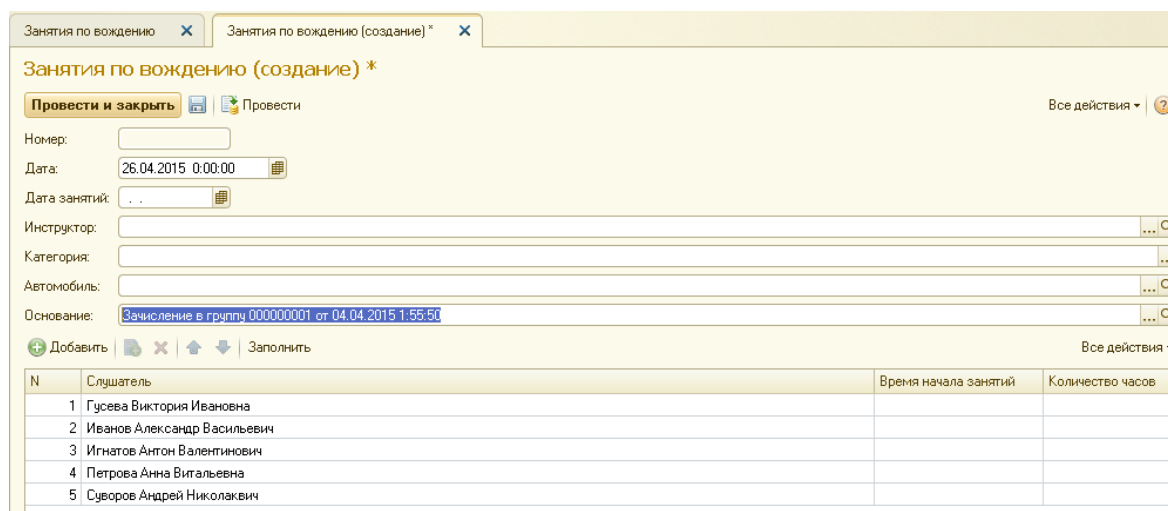 Занятия по вождению Занятия по вождению (создание) *
Занятия по вождению (создание) *
Провести и закрыть Провести Все действия
Номер:
Дата: 26.04.2015 0:00:00
Дата занятий: . .
Инструктор: ...
Категория: ...
Автомобиль: ...
Основание: Зачисление в группу 000000001 от 04.04.2015 1:55:50 ...
Добавить Заполнить Все действия
N Слушатель Время начала занятий Количество часов
1 Гусева Виктория Ивановна
2 Иванов Александр Васильевич
3 Игнатов Антон Валентинович
4 Петрова Анна Витальевна
5 Суворов Андрей Николаквич